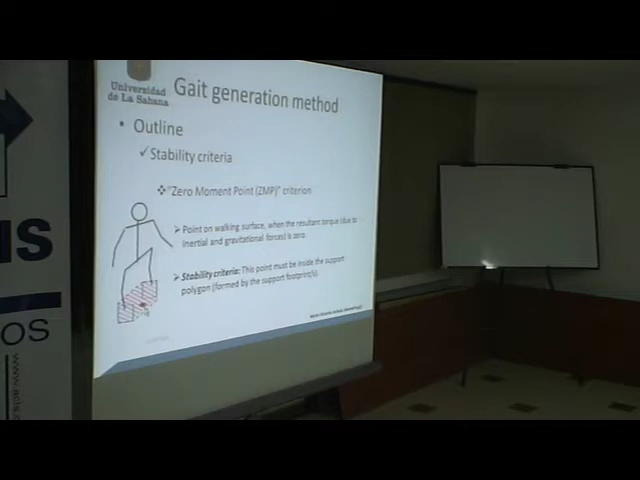 Universidad
de La Sabana
Gait generation method
• Outline
✓Stability criteria
❖"Zero Moment Point (ZMP)" criterion
➢ Point on walking surface, when the resultant torque (due to
inertial and gravitational forces) is zero.
➢ Stability criteria: This point must be inside the support
polygon (formed by the support footprint/s).
IS
OS